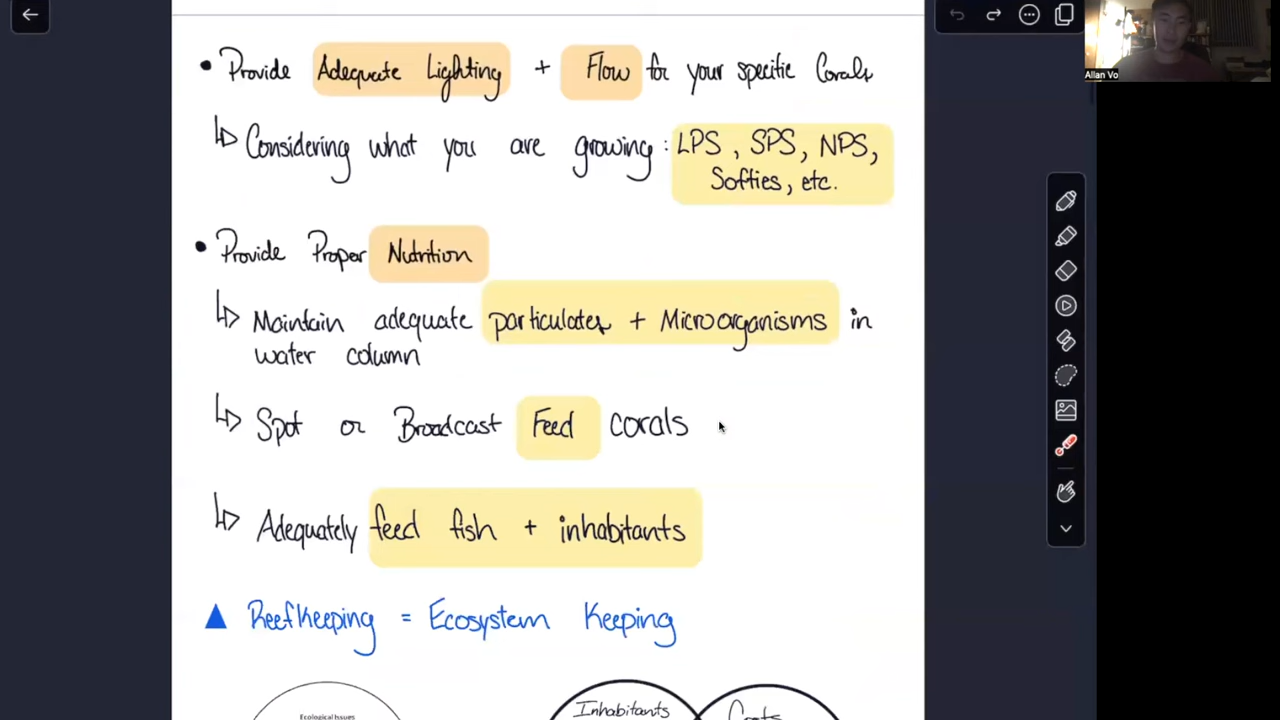 Allan Vo
• Provide Adequate Lighting + Flow for your specific Corals
↳ Considering what you are growing: LPS, SPS, NPS,
Softies, etc.
• Provide Proper Nutrition
↳ Maintain adequate particulates + Microorganisms in
water column
↳ Spot or Broadcast Feed corals
↳ Adequately feed fish + inhabitants
▲ Reefkeeping = Ecosystem Keeping
Ecological Issues
Inhabitants